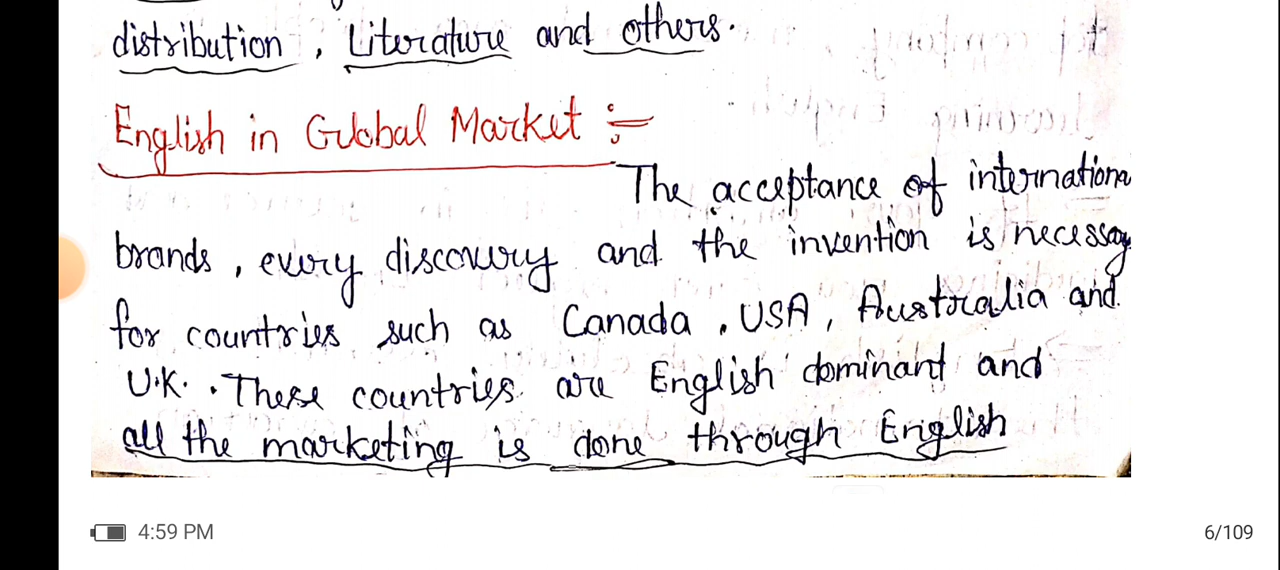 distribution, Literature and others.
English in Global Market :-
The acceptance of internationa
brands, every discovery and the invention is necessary
for countries such as Canada, USA, Australia and
U.K.. These countries are English dominant and
all the marketing is done through English
4:59 PM
6/109